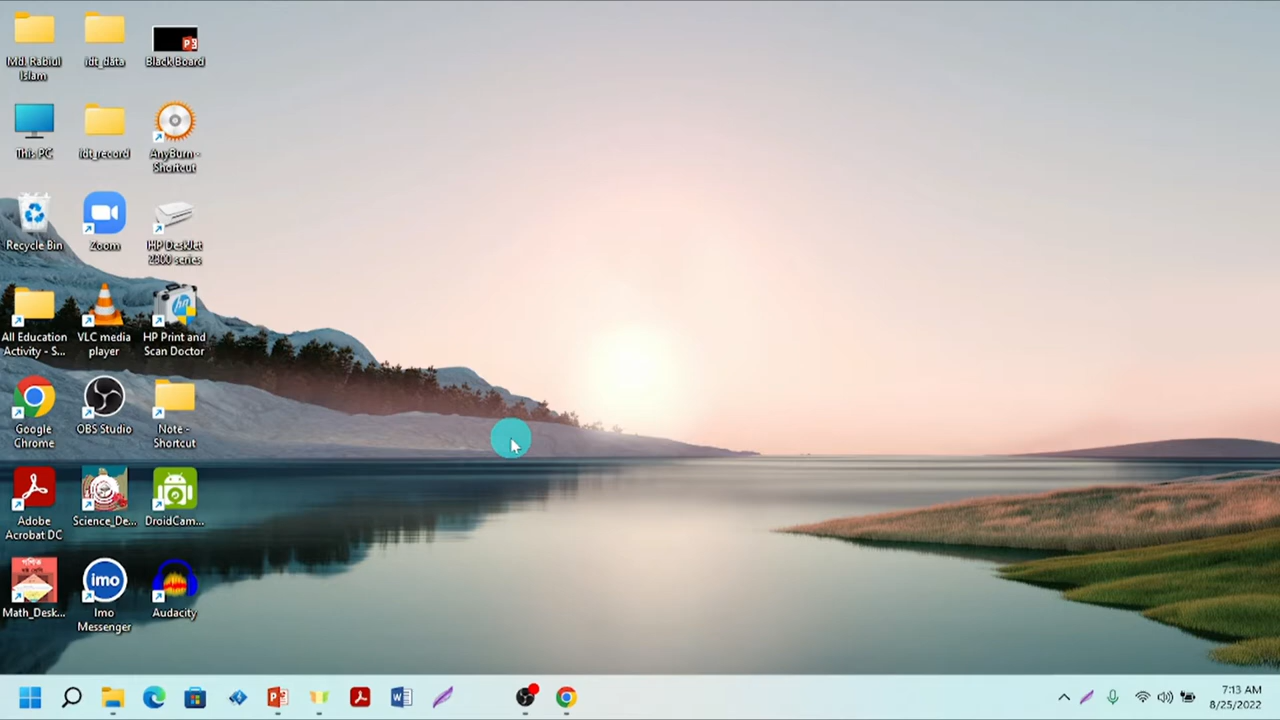 Md. Rabiul
Islam
idt_data
Black Board
This PC
idt_record
AnyBurn -
Shortcut
Recycle Bin
Zoom
HP DeskJet
2300 series
All Education
Activity - S...
VLC media
player
HP Print and
Scan Doctor
Google
Chrome
OBS Studio
Note -
Shortcut
Adobe
Acrobat DC
Science_De...
DroidCam...
Math_Desk...
imo
Imo
Messenger
Audacity
7:13 AM
8/25/2022